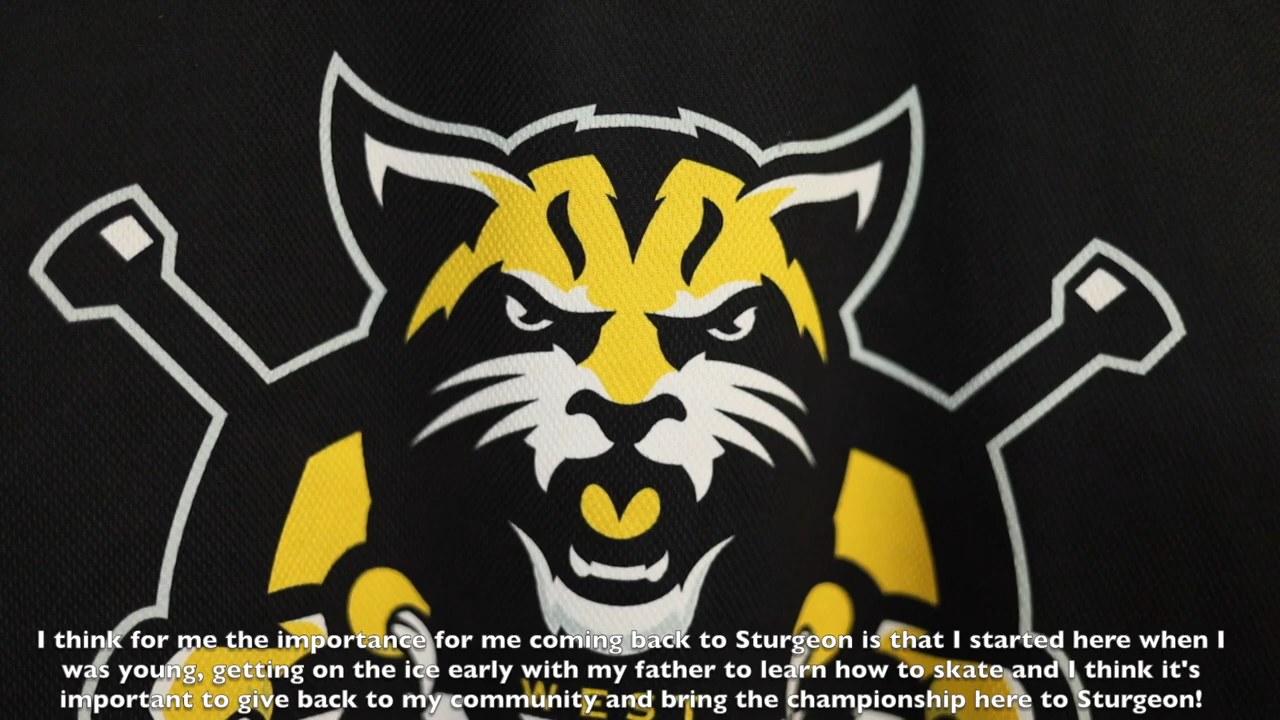 I think for me the importance for me coming back to Sturgeon is that I started here when I
was young, getting on the ice early with my father to learn how to skate and I think it's
important to give back to my community and bring the championship here to Sturgeon!
WEST